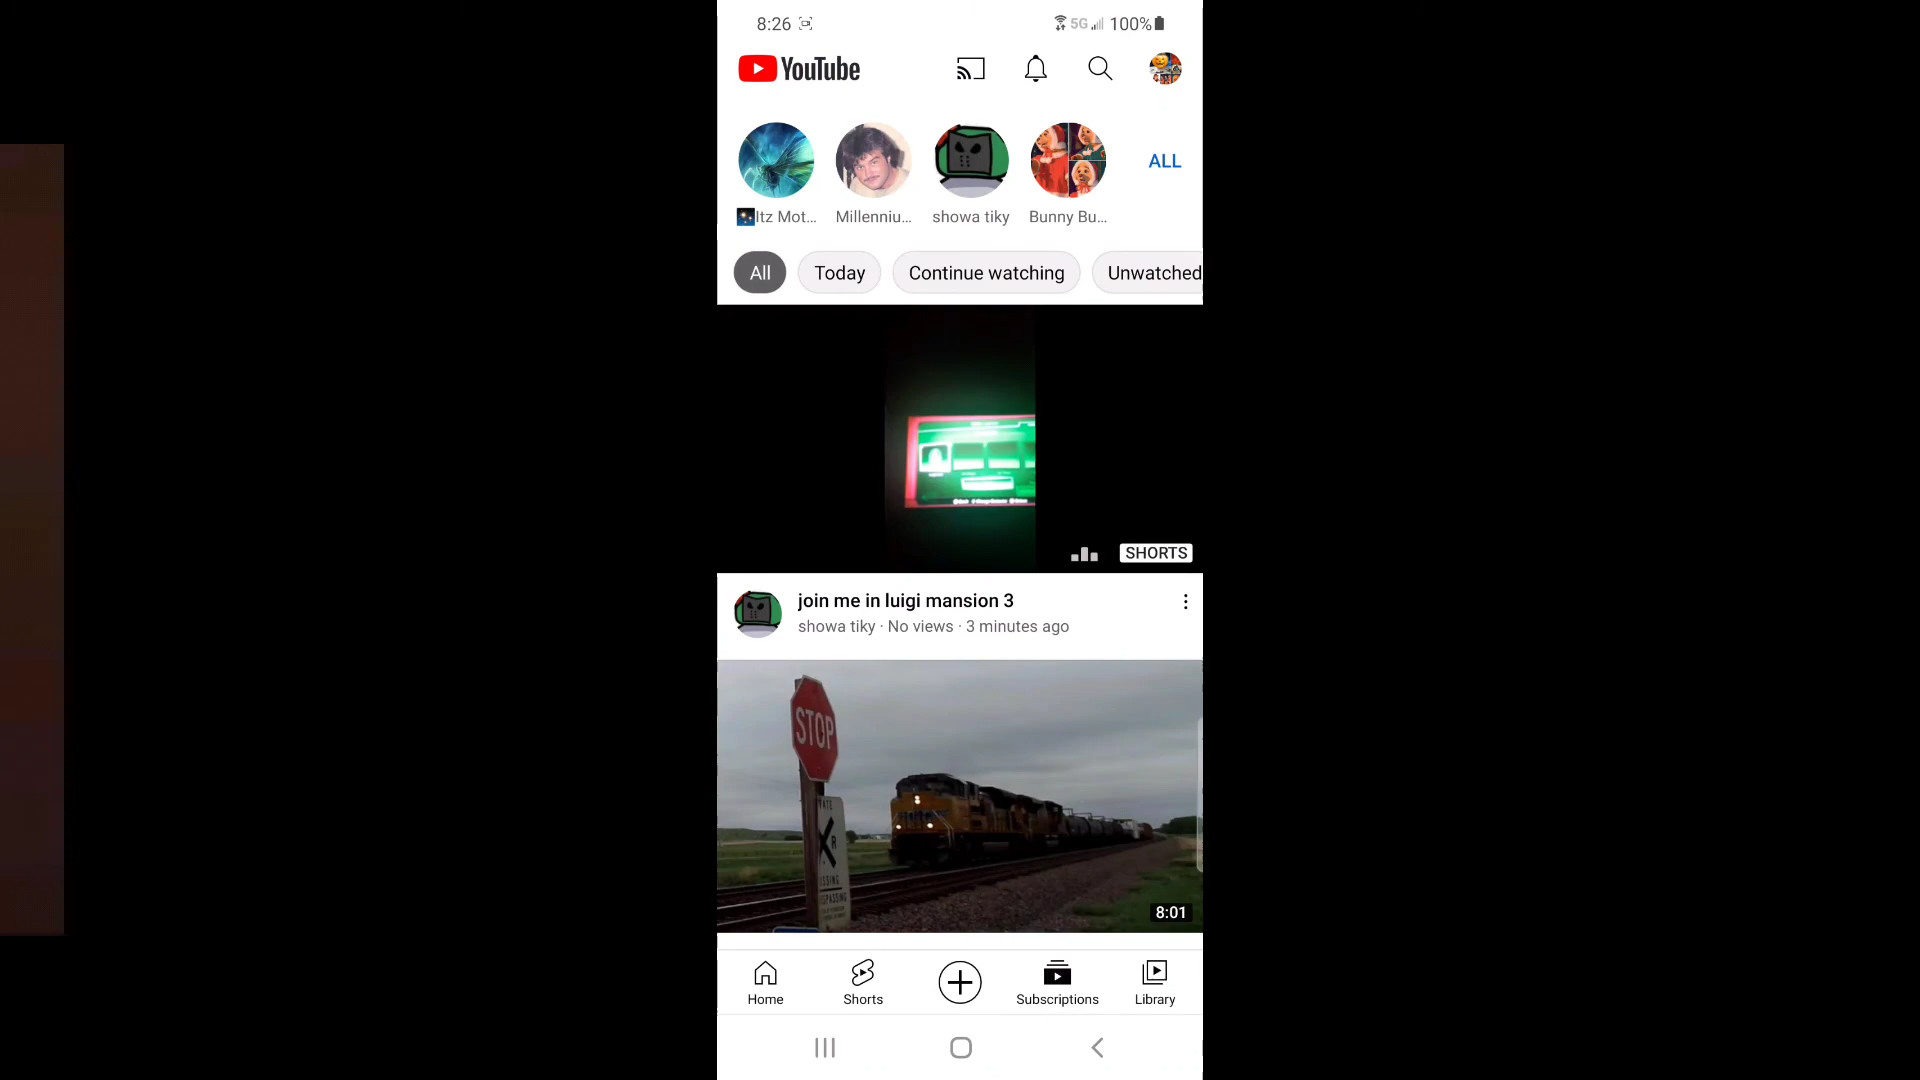 8:26
5G 100%
YouTube
Itz Mot... Millenniu... showa tiky Bunny Bu... ALL
All Today Continue watching Unwatched
SHORTS
join me in luigi mansion 3
showa tiky · No views · 3 minutes ago
STOP
8:01
Home Shorts Subscriptions Library